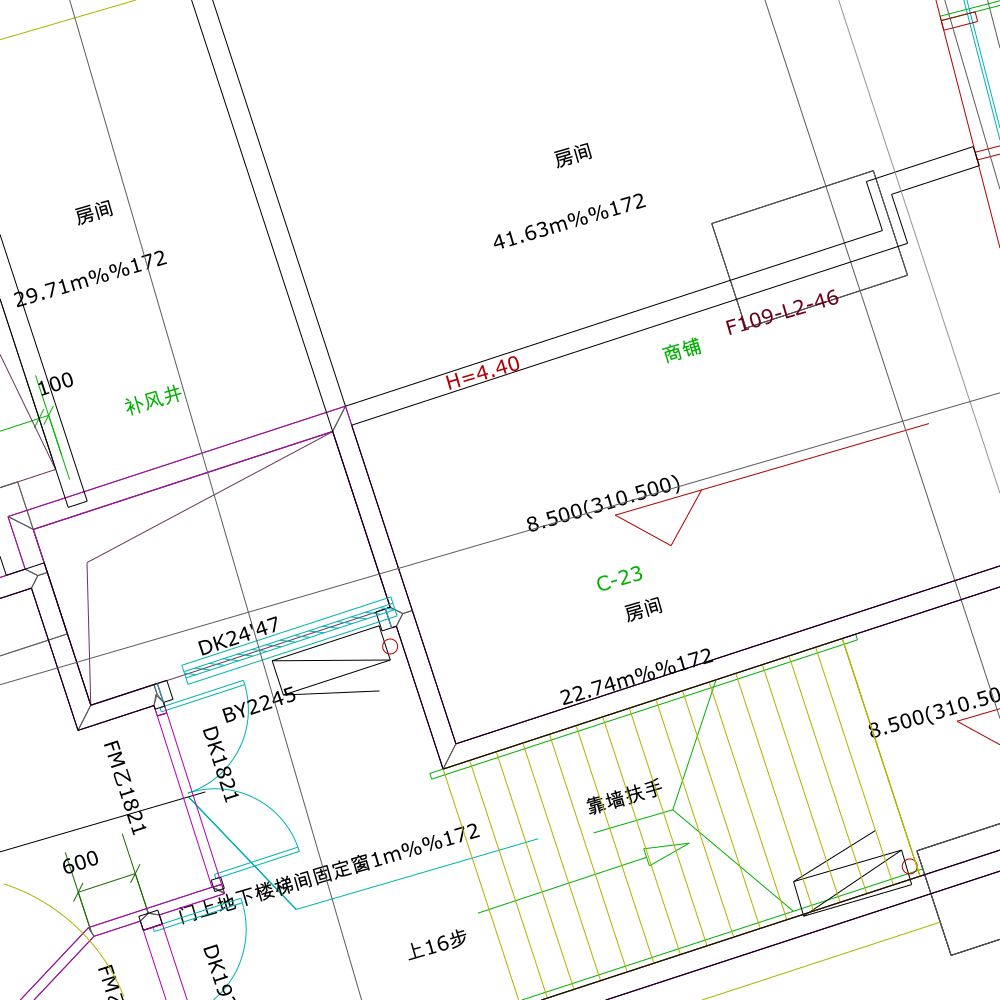 房间
41.63m%%172
房间
29.71m%%172
F109-L2-46
商铺
H=4.40
100
补风井
8.500(310.500)
C-23
房间
22.74m%%172
DK24'47
BY2245
DK1821
FMZ1821
8.500(310.50
靠墙扶手
600
门上地下楼梯间固定窗1m%%172
上16步